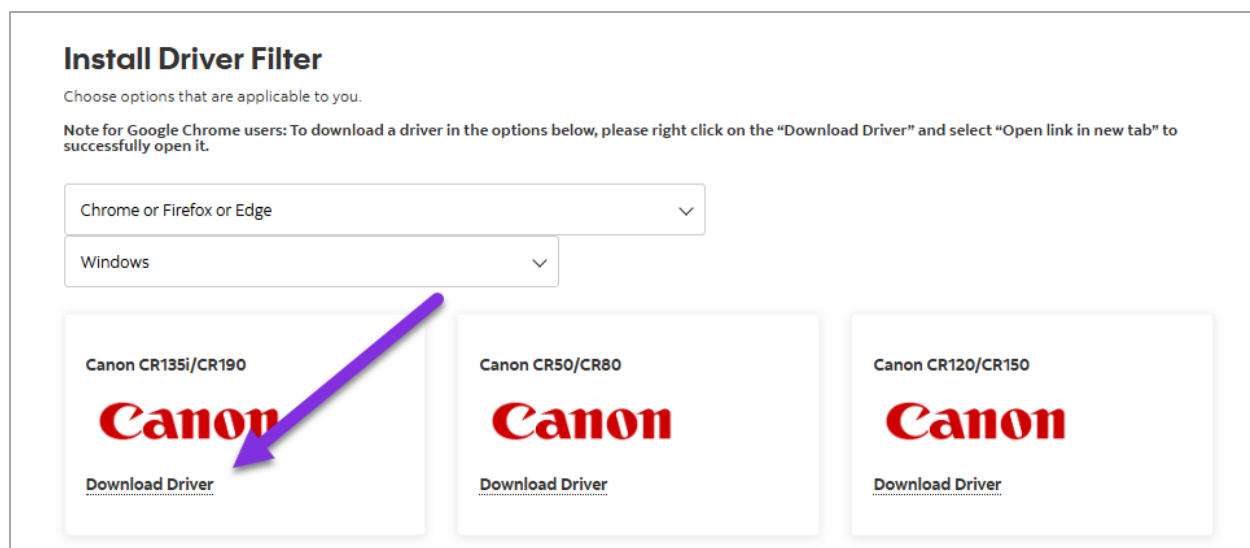 Install Driver Filter
Choose options that are applicable to you.
Note for Google Chrome users: To download a driver in the options below, please right click on the “Download Driver” and select “Open link in new tab” to
successfully open it.
Chrome or Firefox or Edge
Windows
Canon CR135i/CR190
Canon
Download Driver
Canon CR50/CR80
Canon
Download Driver
Canon CR120/CR150
Canon
Download Driver